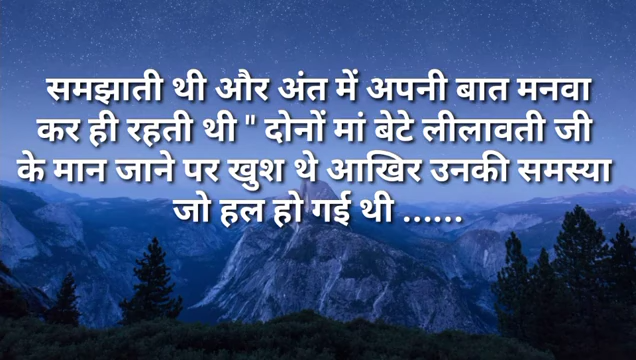 समझाती थी और अंत में अपनी बात मनवा
कर ही रहती थी " दोनों मां बेटे लीलावती जी
के मान जाने पर खुश थे आखिर उनकी समस्या
जो हल हो गई थी ......